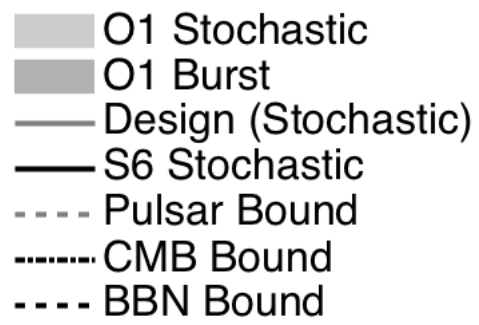 O1 Stochastic
O1 Burst
Design (Stochastic)
S6 Stochastic
Pulsar Bound
CMB Bound
BBN Bound